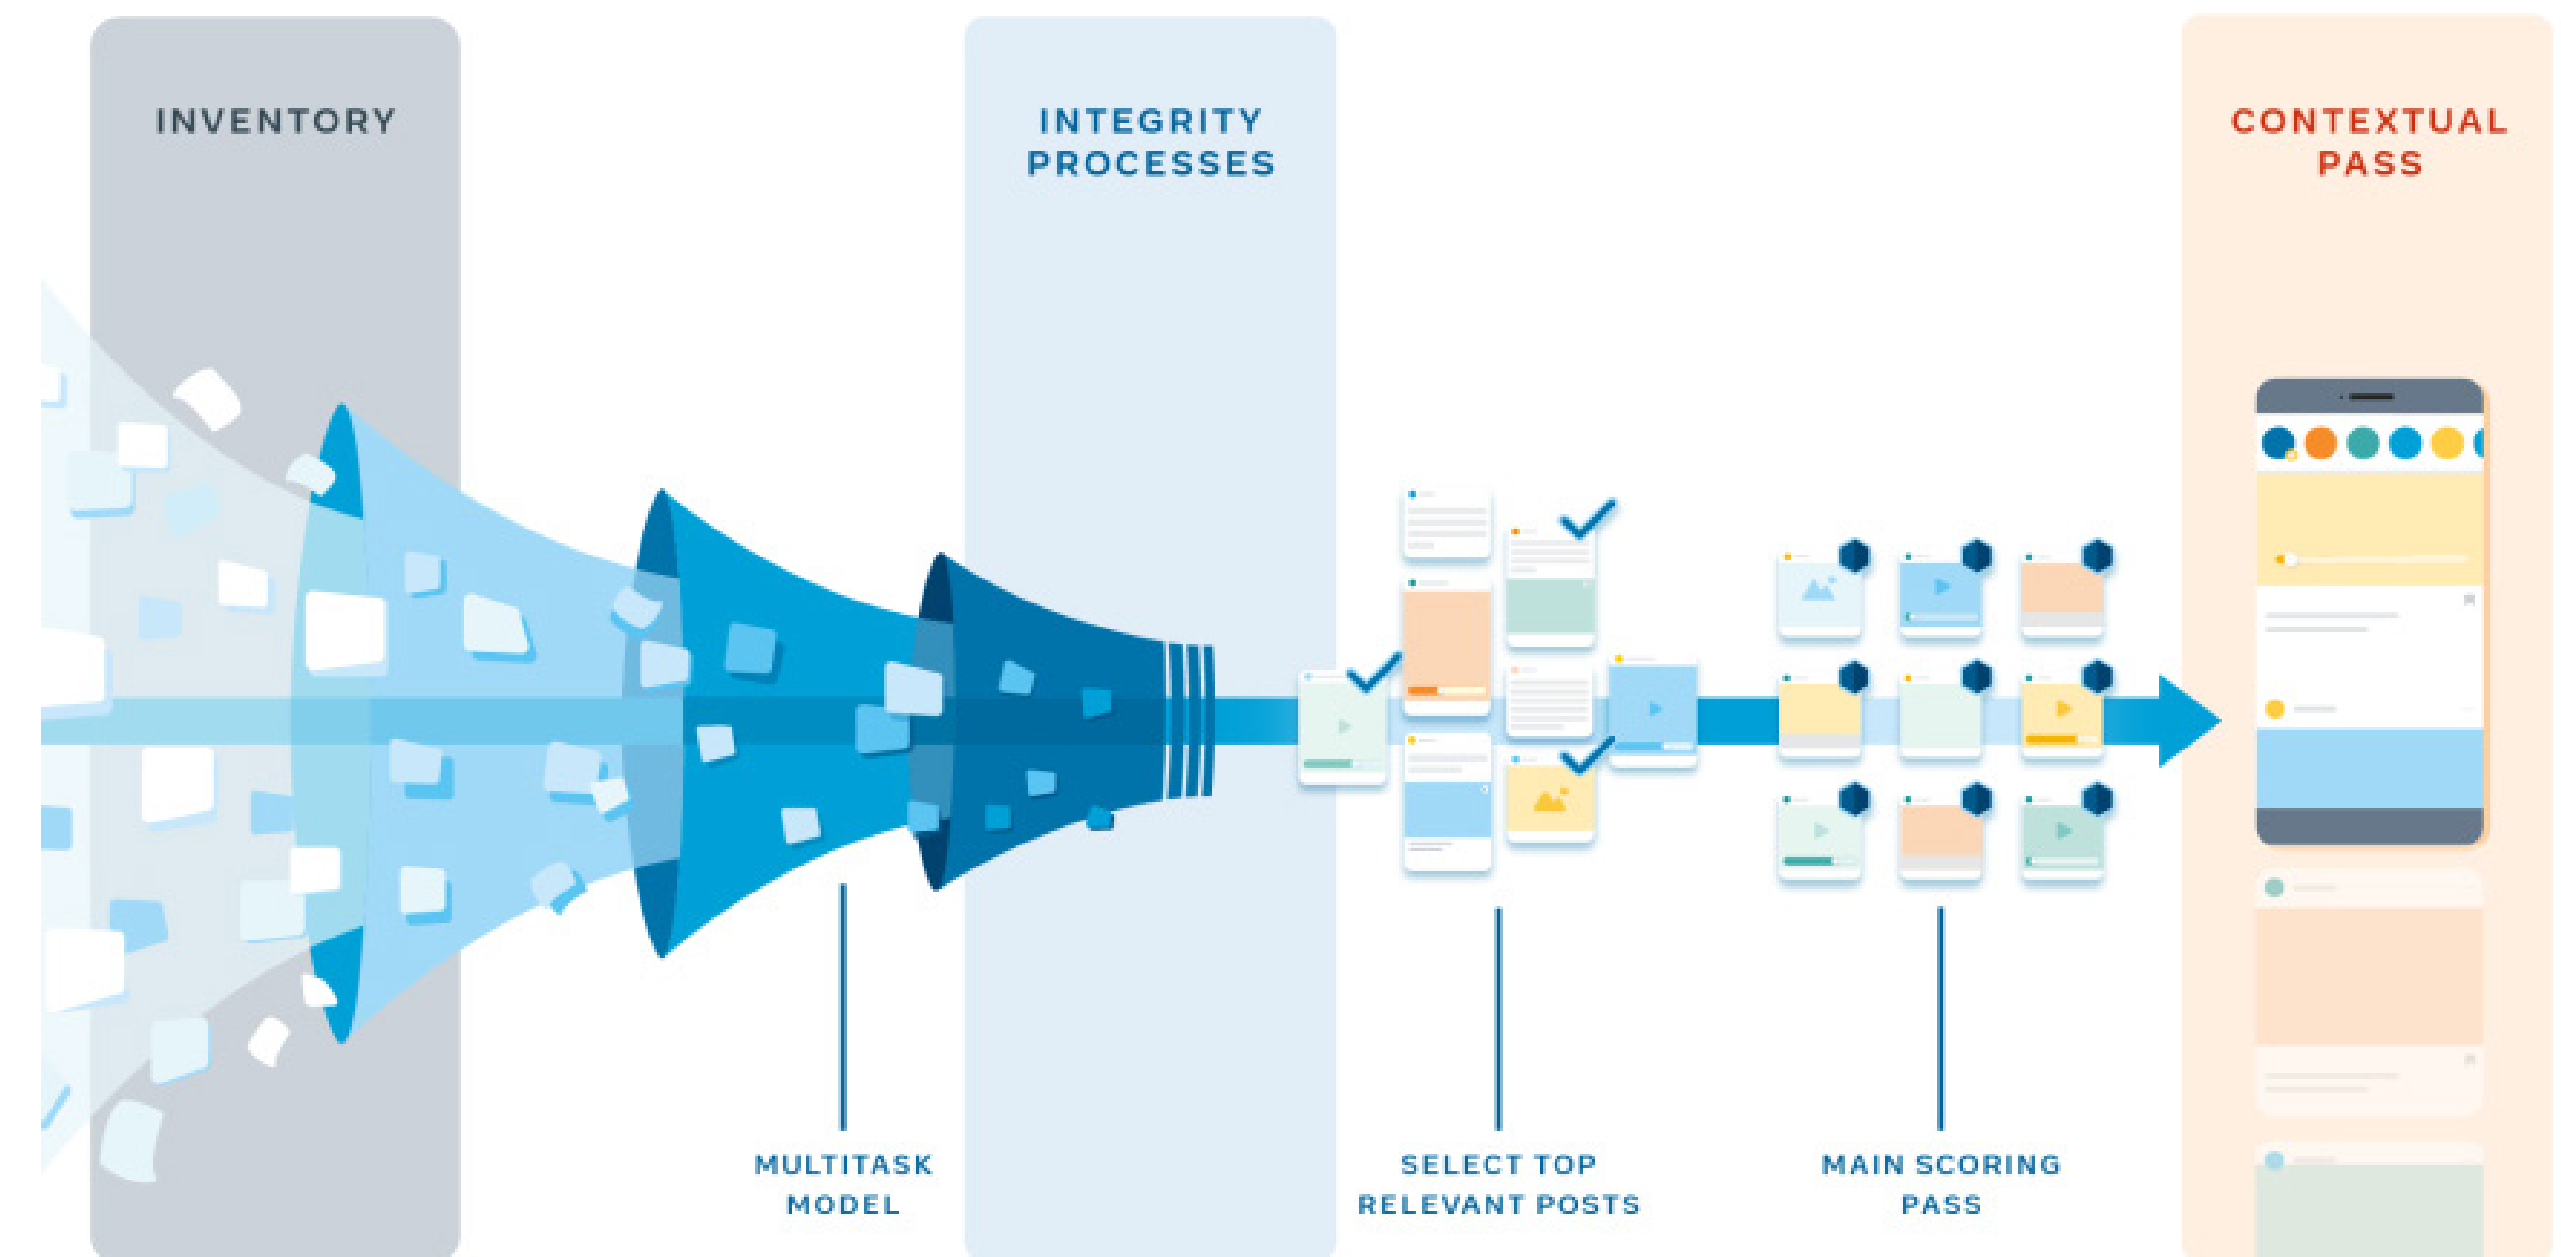 INVENTORY
INTEGRITY
PROCESSES
CONTEXTUAL
PASS
MULTITASK
MODEL
SELECT TOP
RELEVANT POSTS
MAIN SCORING
PASS